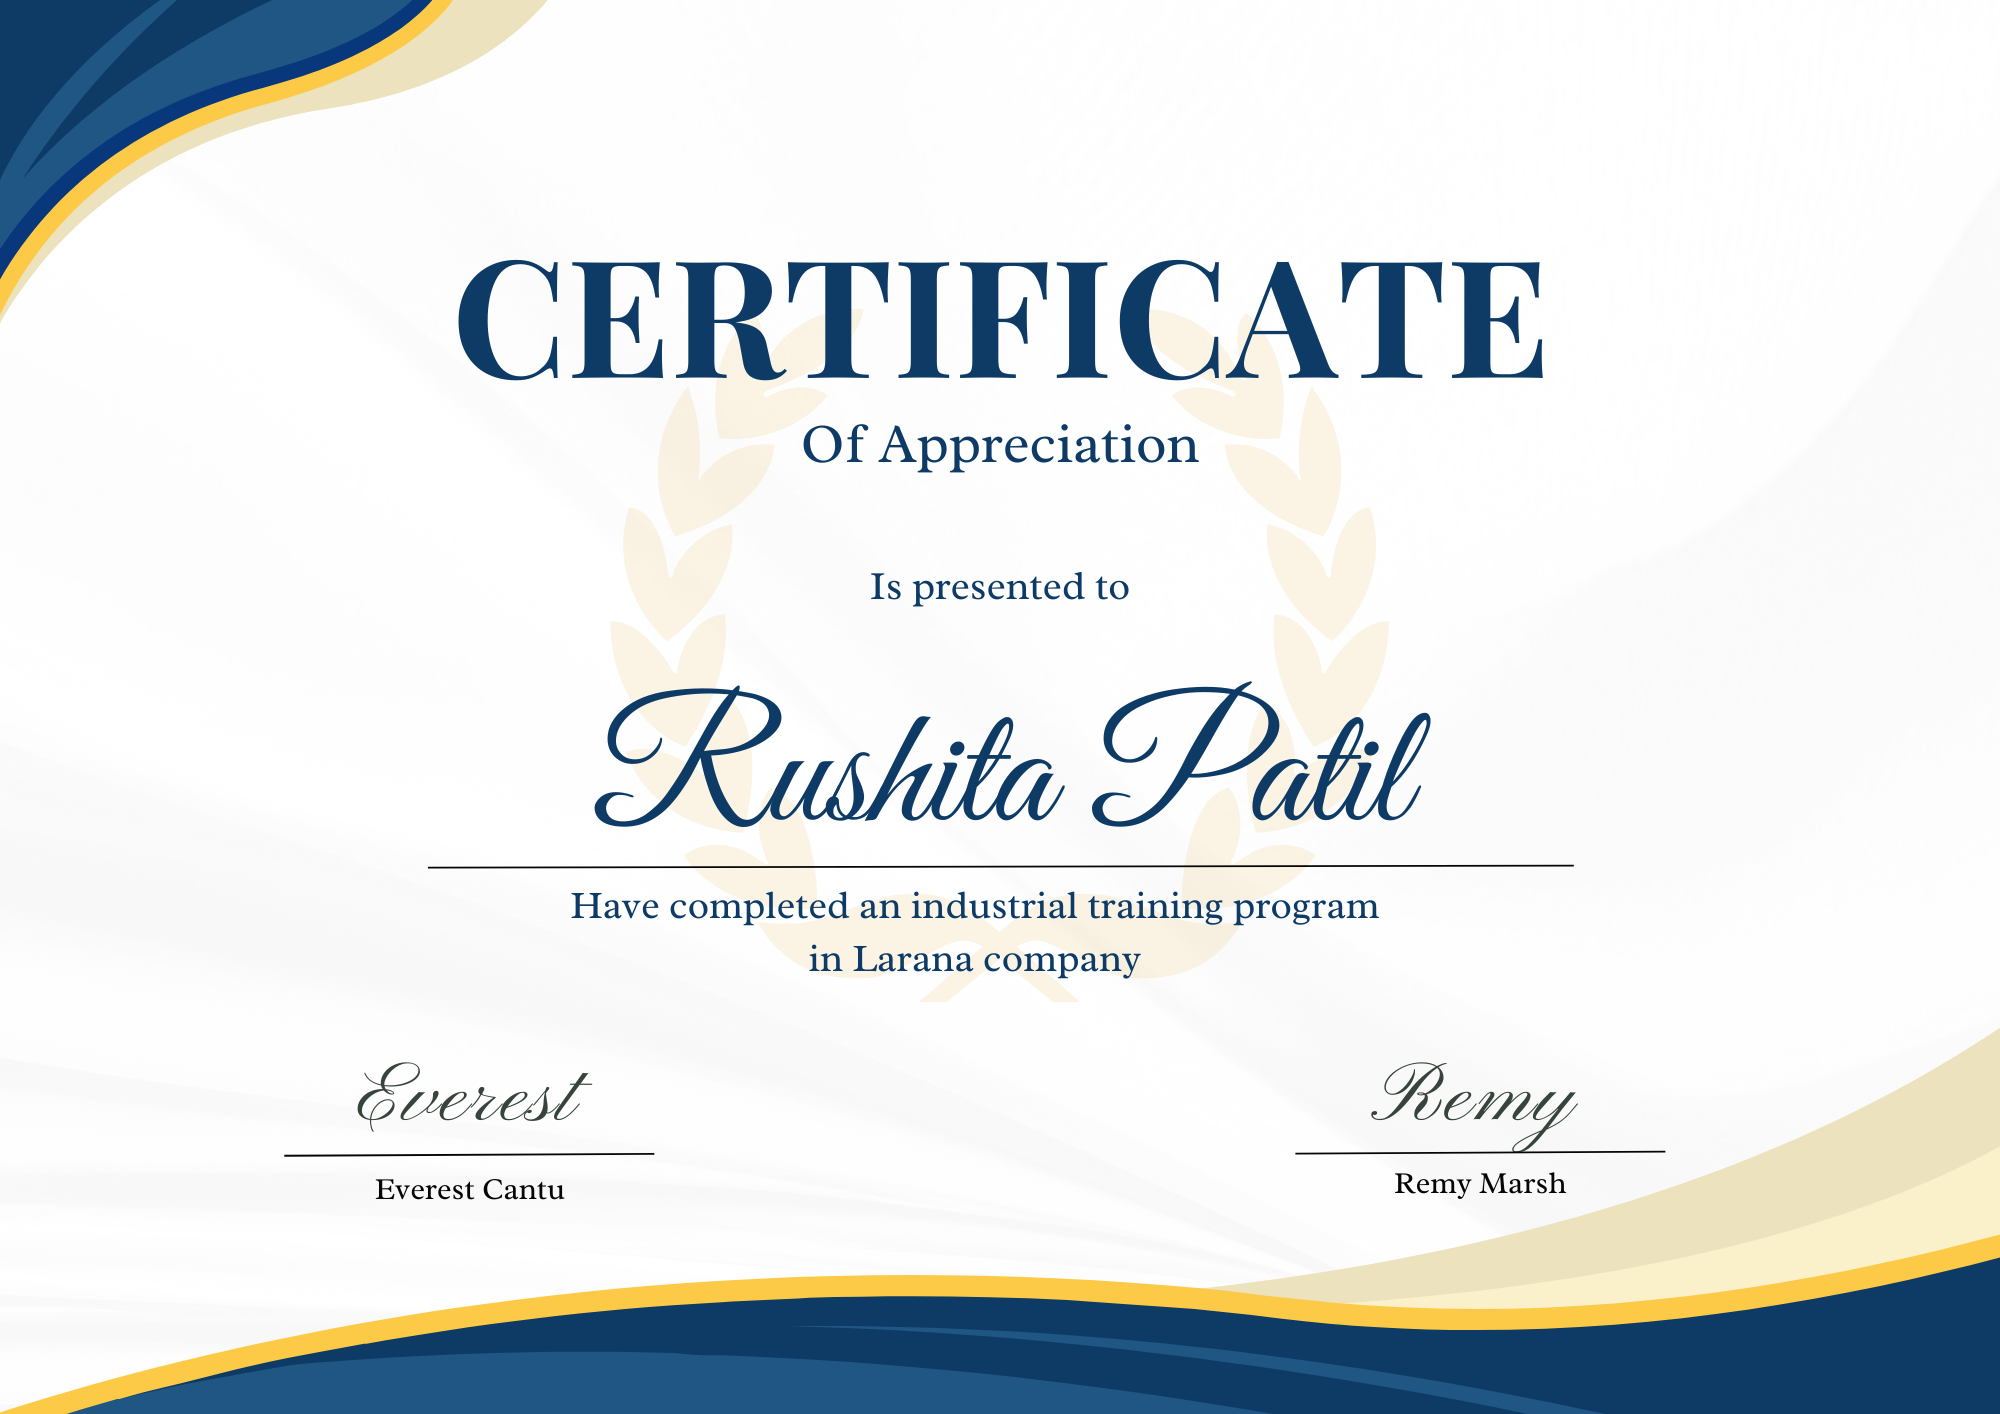 CERTIFICATE
Of Appreciation
Is presented to
Rushita Patil
Have completed an industrial training program
in Larana company
Everest
Everest Cantu
Remy
Remy Marsh